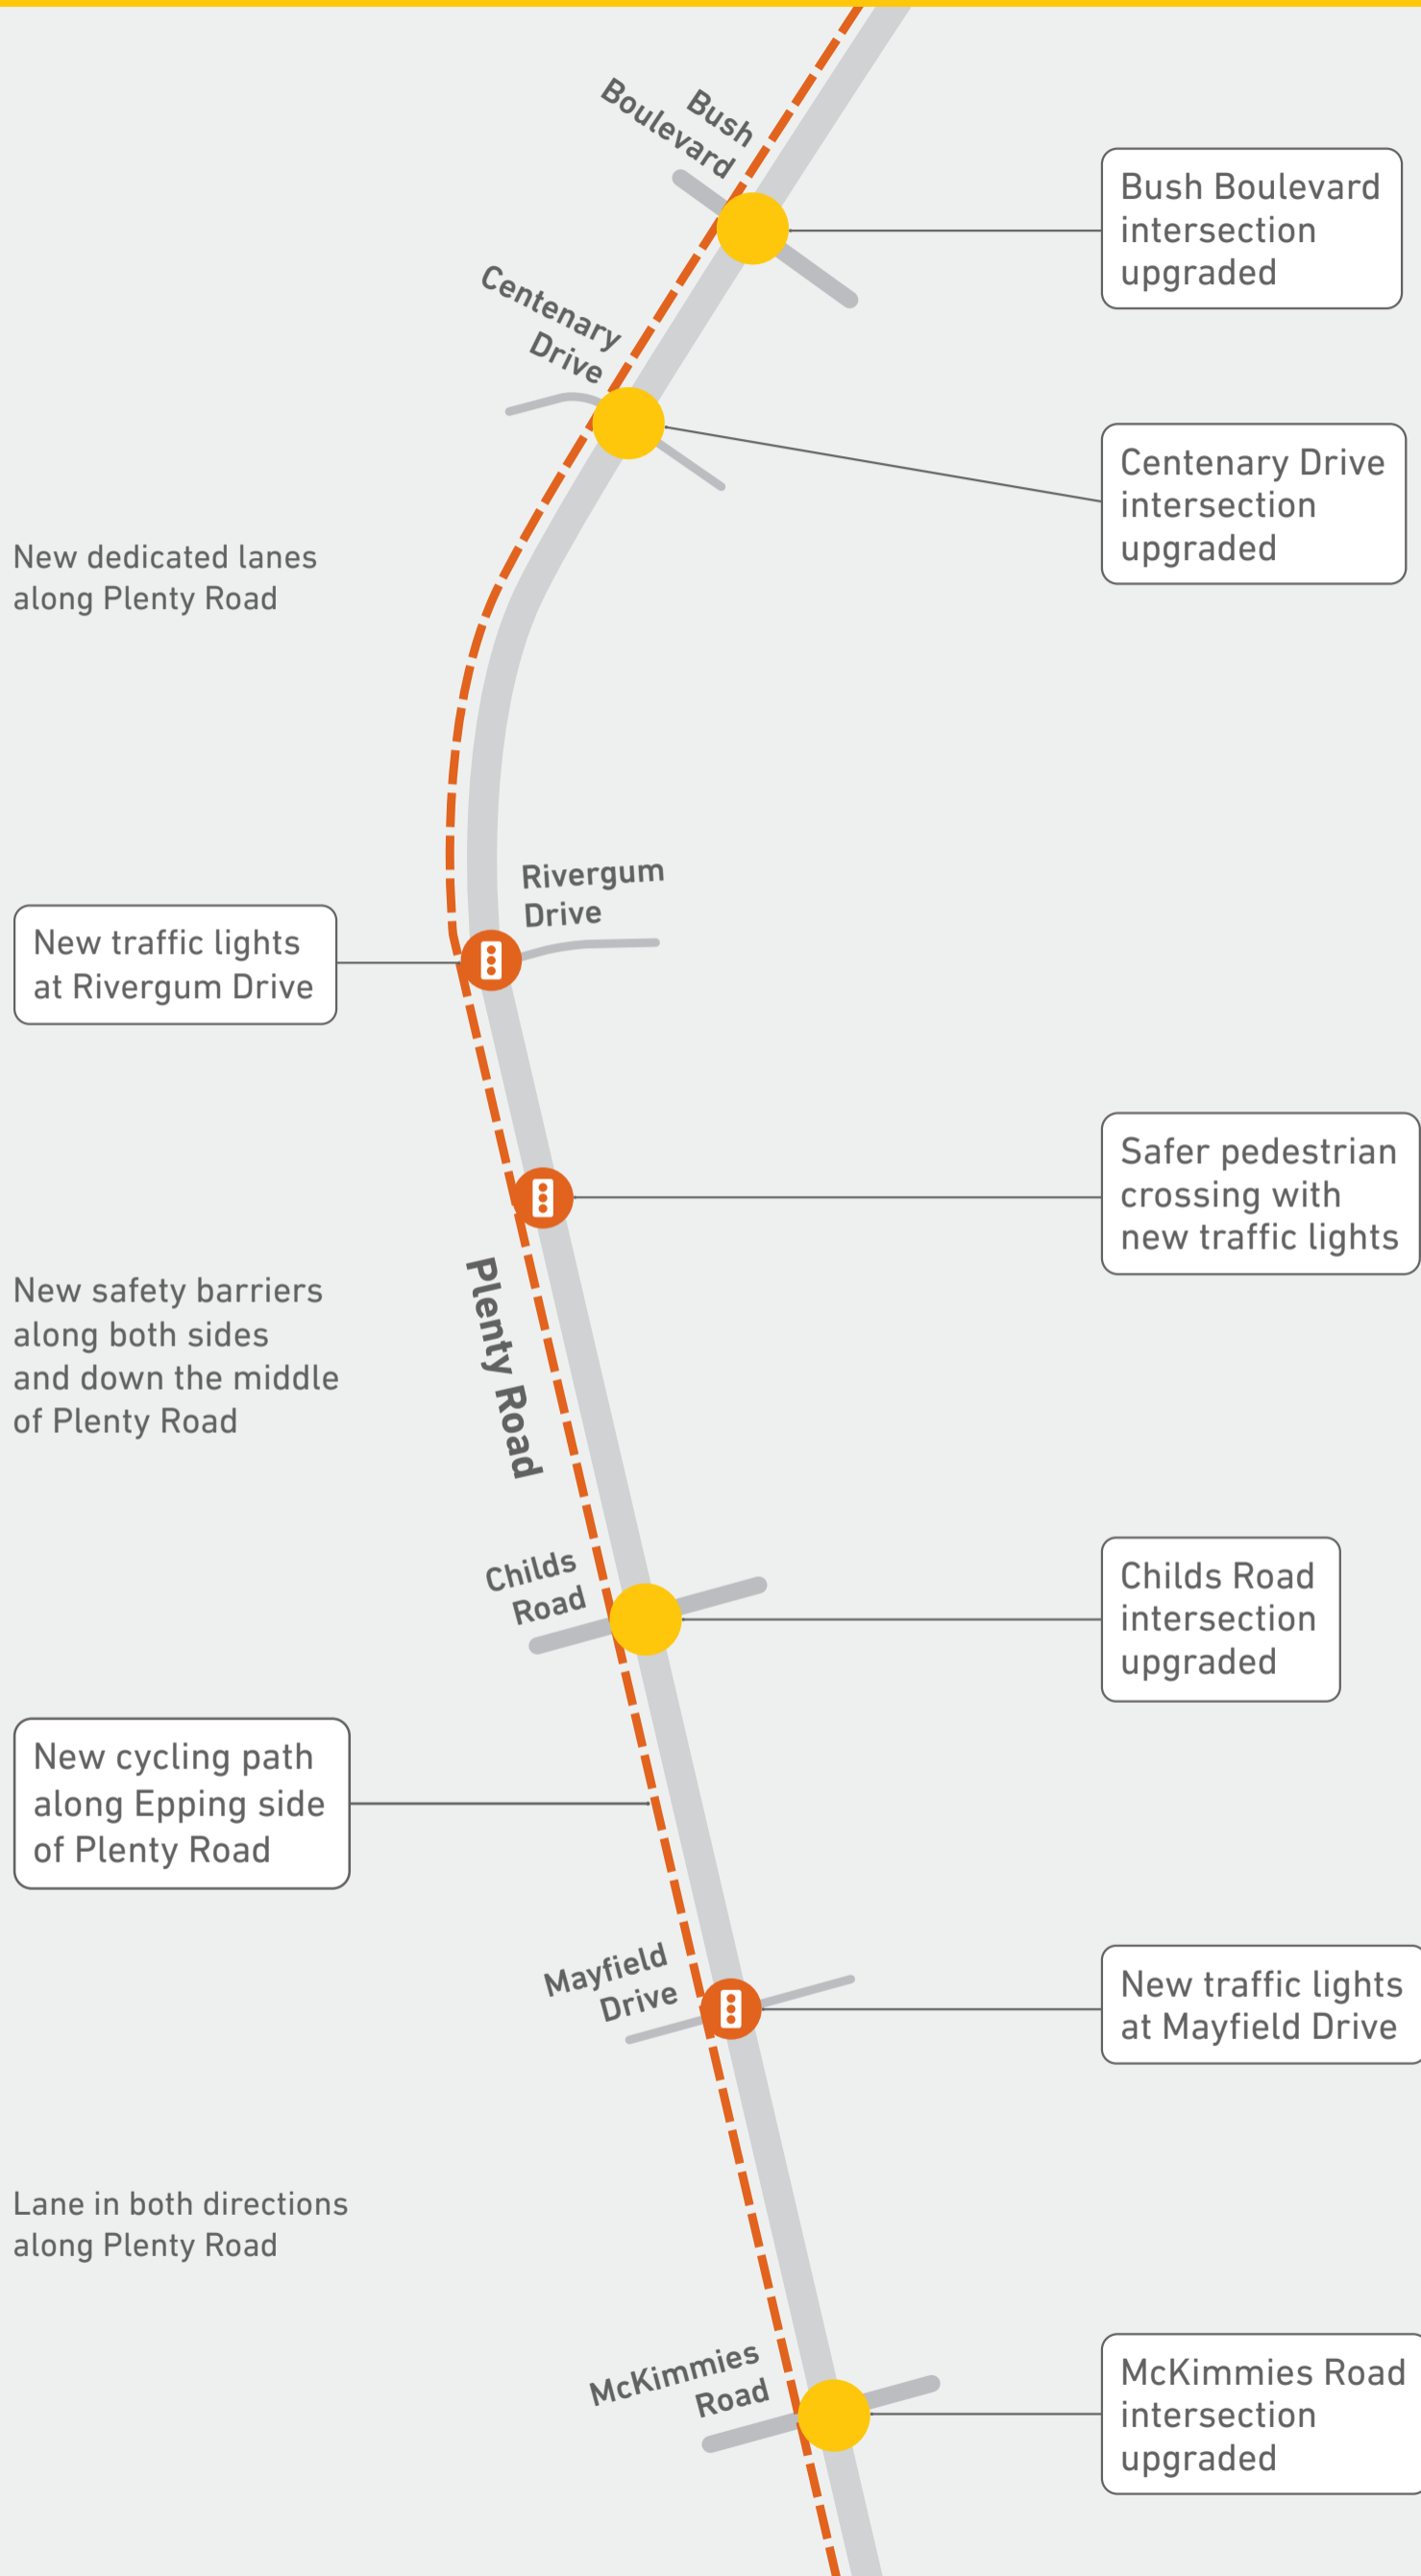 Bush
Boulevard
Bush Boulevard
intersection
upgraded
Centenary
Drive
Centenary Drive
intersection
upgraded
New dedicated lanes
along Plenty Road
Rivergum
Drive
New traffic lights
at Rivergum Drive
Safer pedestrian
crossing with
new traffic lights
New safety barriers
along both sides
and down the middle
of Plenty Road
Plenty Road
Childs
Road
Childs Road
intersection
upgraded
New cycling path
along Epping side
of Plenty Road
Mayfield
Drive
New traffic lights
at Mayfield Drive
Lane in both directions
along Plenty Road
McKimmies
Road
McKimmies Road
intersection
upgraded